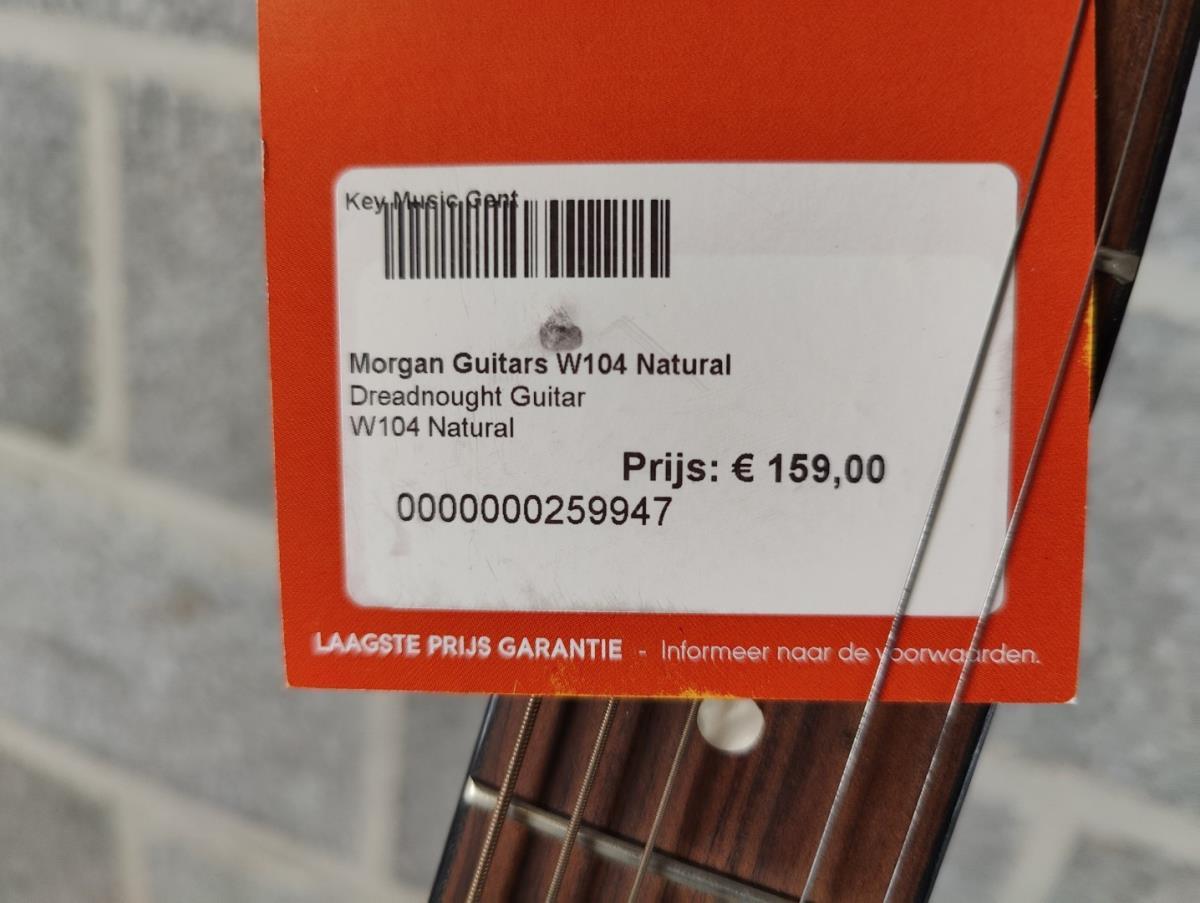 Key Music Gent
Morgan Guitars W104 Natural
Dreadnought Guitar
W104 Natural
Prijs: € 159,00
0000000259947
LAAGSTE PRIJS GARANTIE - Informeer naar de voorwaarden.